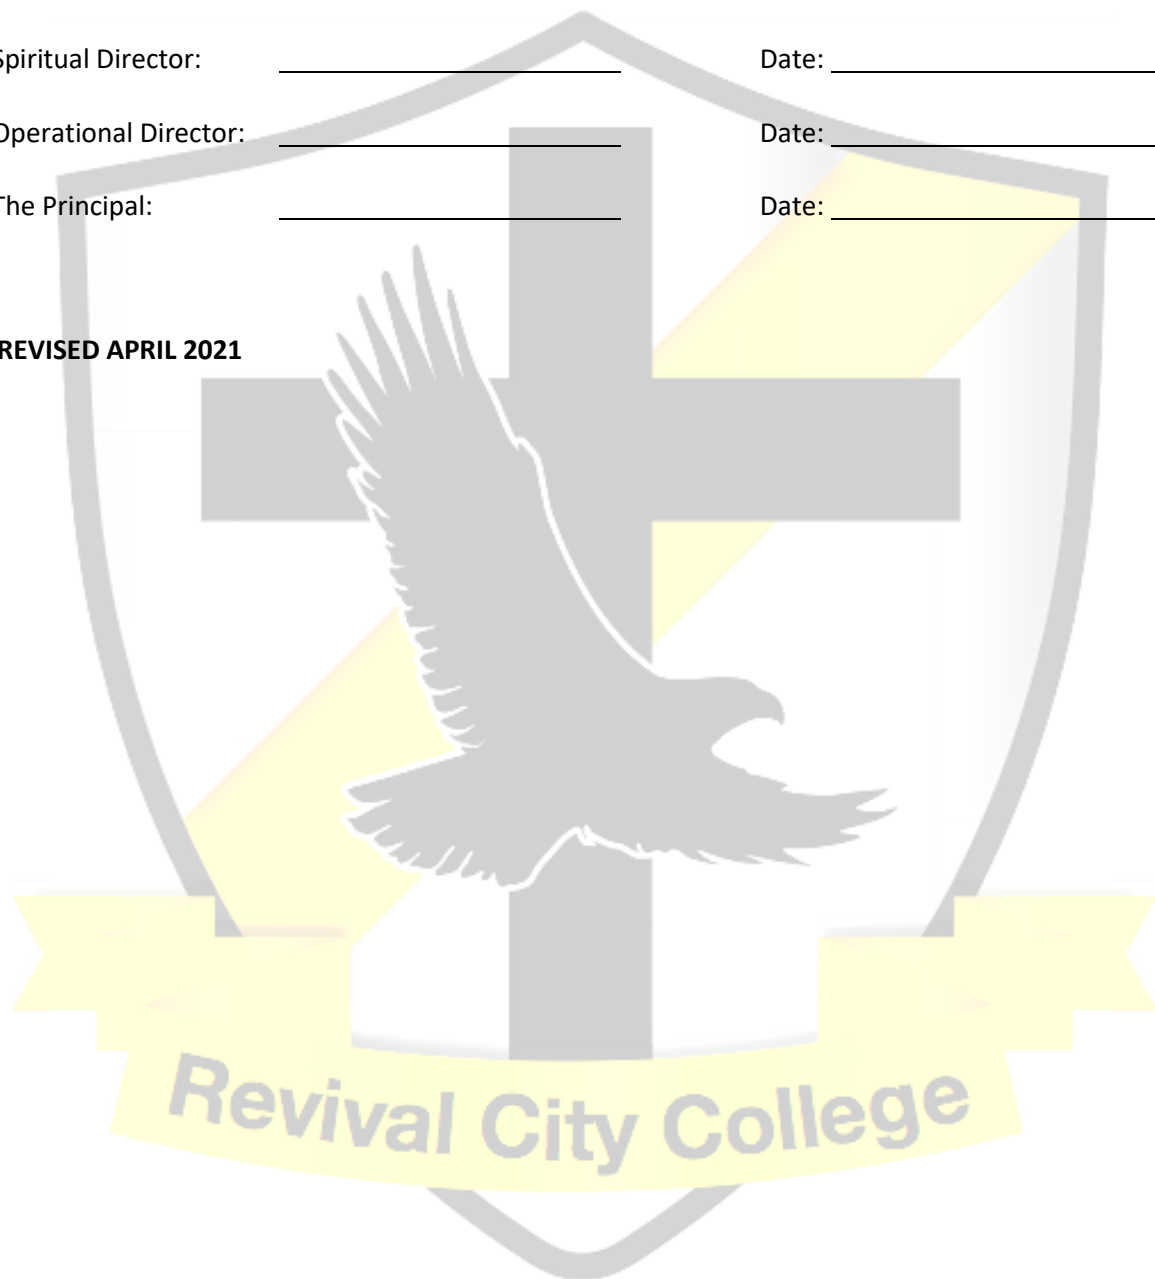 Spiritual Director: Date:
Operational Director: Date:
The Principal: Date:
REVISED APRIL 2021
Revival City College